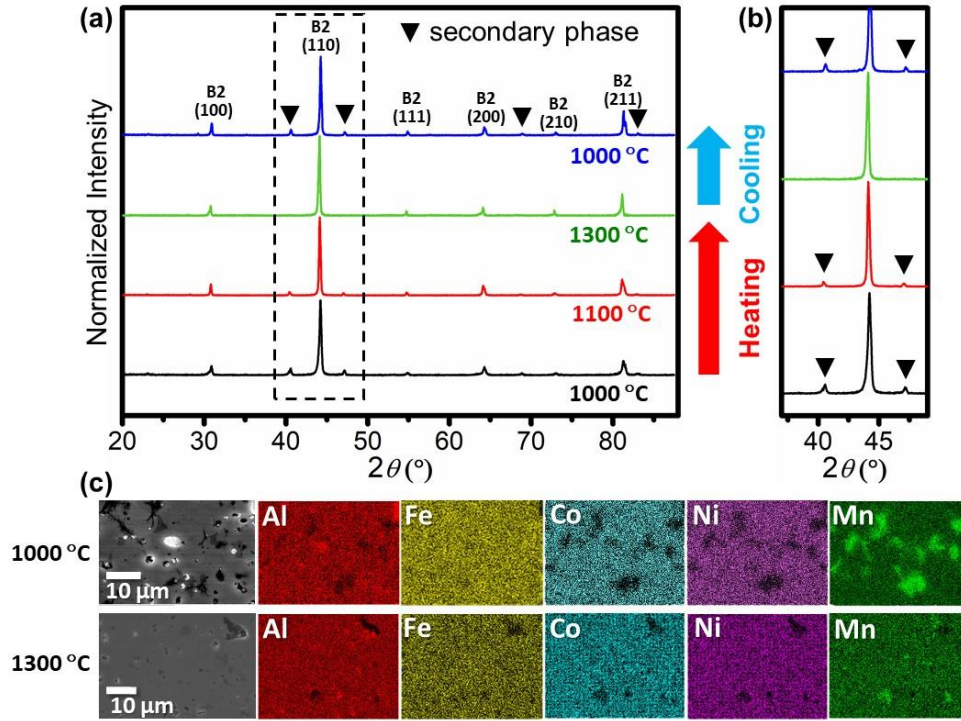 (a)
▼ secondary phase
B2
(100)
B2
(110)
B2
(111)
B2
(200)
B2
(210)
B2
(211)
1000 °C
1300 °C
1100 °C
1000 °C
Normalized Intensity
20 30 40 50 60 70 80
2θ (°)
Cooling
Heating
(b)
40 45
2θ (°)
(c)
1000 °C
10 µm
Al Fe Co Ni Mn
1300 °C
10 µm
Al Fe Co Ni Mn